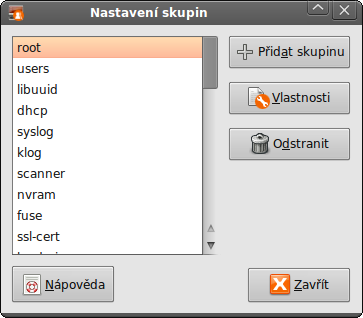 Nastavení skupin
root
users
libuuid
dhcp
syslog
klog
scanner
nvram
fuse
ssl-cert
Přidat skupinu
Vlastnosti
Odstranit
Nápověda
Zavřít